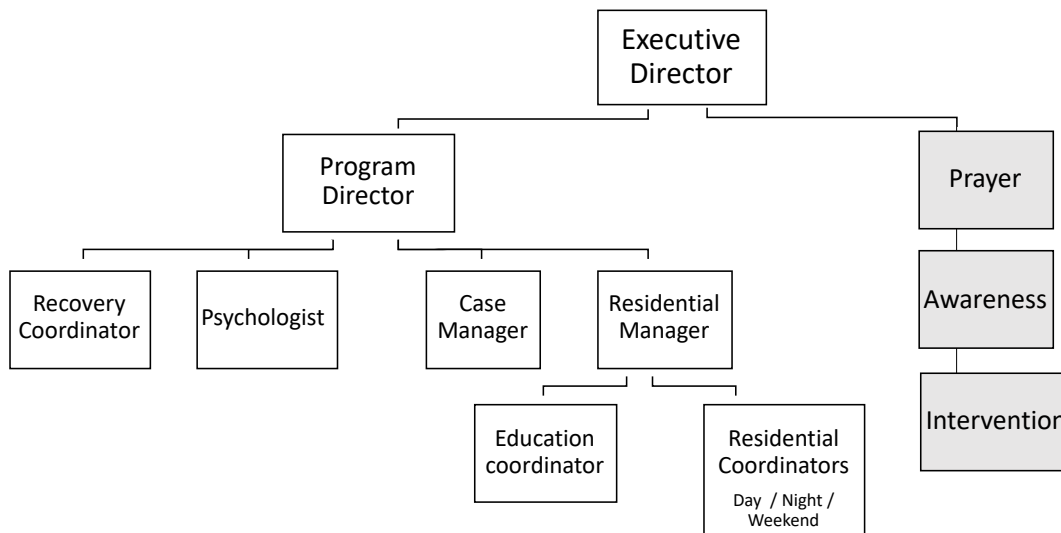 Executive
Director
Program
Director
Prayer
Recovery
Coordinator
Psychologist
Case
Manager
Residential
Manager
Awareness
Education
coordinator
Residential
Coordinators
Day / Night /
Weekend
Intervention